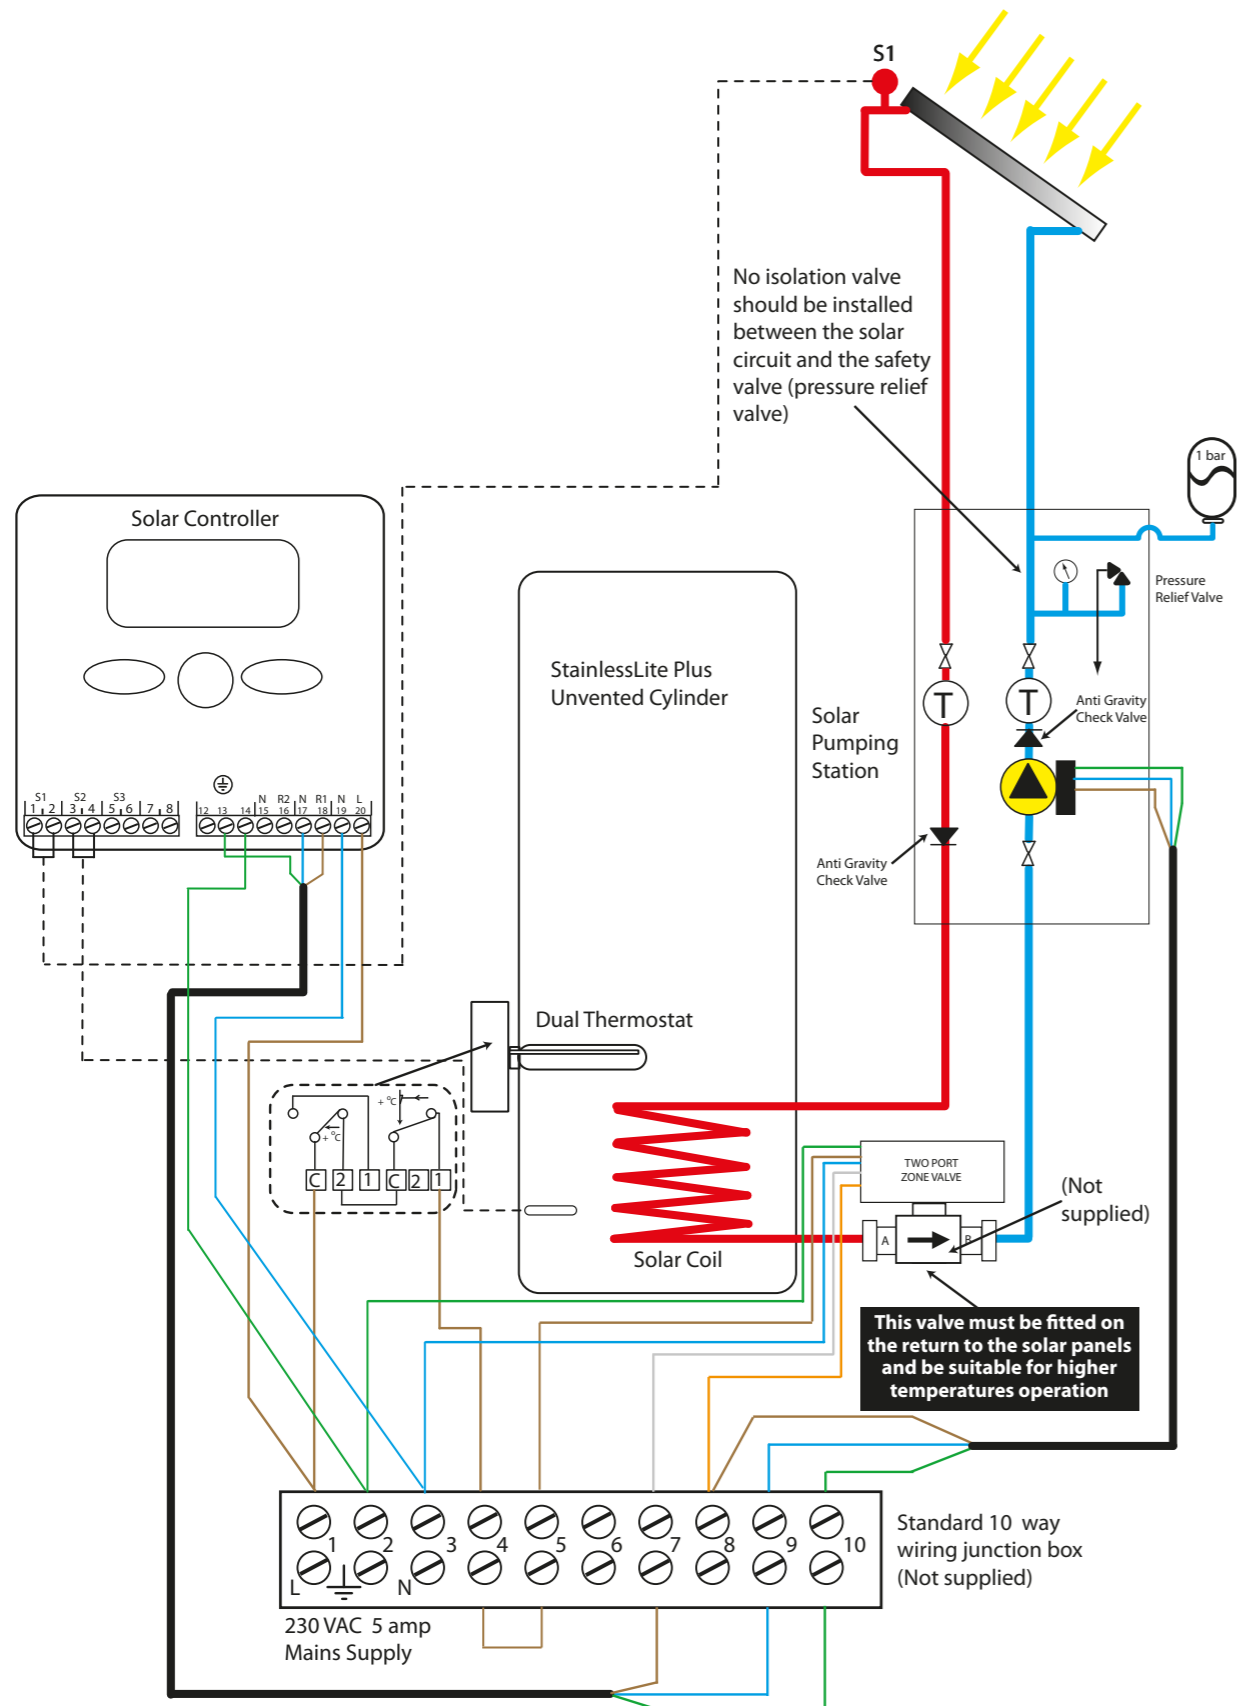 S1
No isolation valve
should be installed
between the solar
circuit and the safety
valve (pressure relief
valve)
1 bar
Solar Controller
Pressure
Relief Valve
StainlessLite Plus
Unvented Cylinder
T
T
Anti Gravity
Check Valve
Solar
Pumping
Station
S1 S2 S3
1 2 3 4 5 6 7 8
N R2 N R1 N L
12 13 14 15 16 17 18 19 20
Anti Gravity
Check Valve
Dual Thermostat
+ °C
+ °C
C 2 1 C 2 1
TWO PORT
ZONE VALVE
(Not
supplied)
A
B
Solar Coil
This valve must be fitted on
the return to the solar panels
and be suitable for higher
temperatures operation
1 2 3 4 5 6 7 8 9 10
L N
Standard 10 way
wiring junction box
(Not supplied)
230 VAC 5 amp
Mains Supply